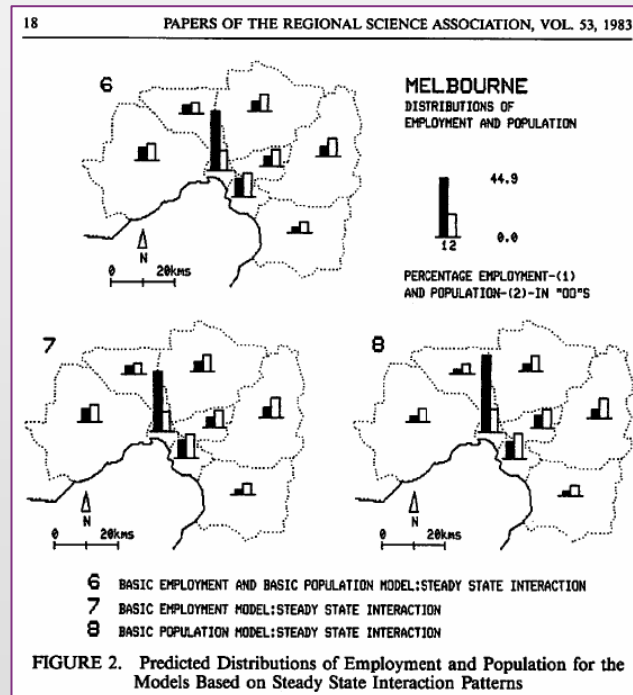 18 PAPERS OF THE REGIONAL SCIENCE ASSOCIATION, VOL. 53, 1983
6
MELBOURNE
DISTRIBUTIONS OF
EMPLOYMENT AND POPULATION
44.9
0.0
12
N
0 20kms
PERCENTAGE EMPLOYMENT-(1)
AND POPULATION-(2)-IN "00"S
7
8
N
0 20kms
N
0 20kms
6 BASIC EMPLOYMENT AND BASIC POPULATION MODEL:STEADY STATE INTERACTION
7 BASIC EMPLOYMENT MODEL:STEADY STATE INTERACTION
8 BASIC POPULATION MODEL:STEADY STATE INTERACTION
FIGURE 2. Predicted Distributions of Employment and Population for the
Models Based on Steady State Interaction Patterns